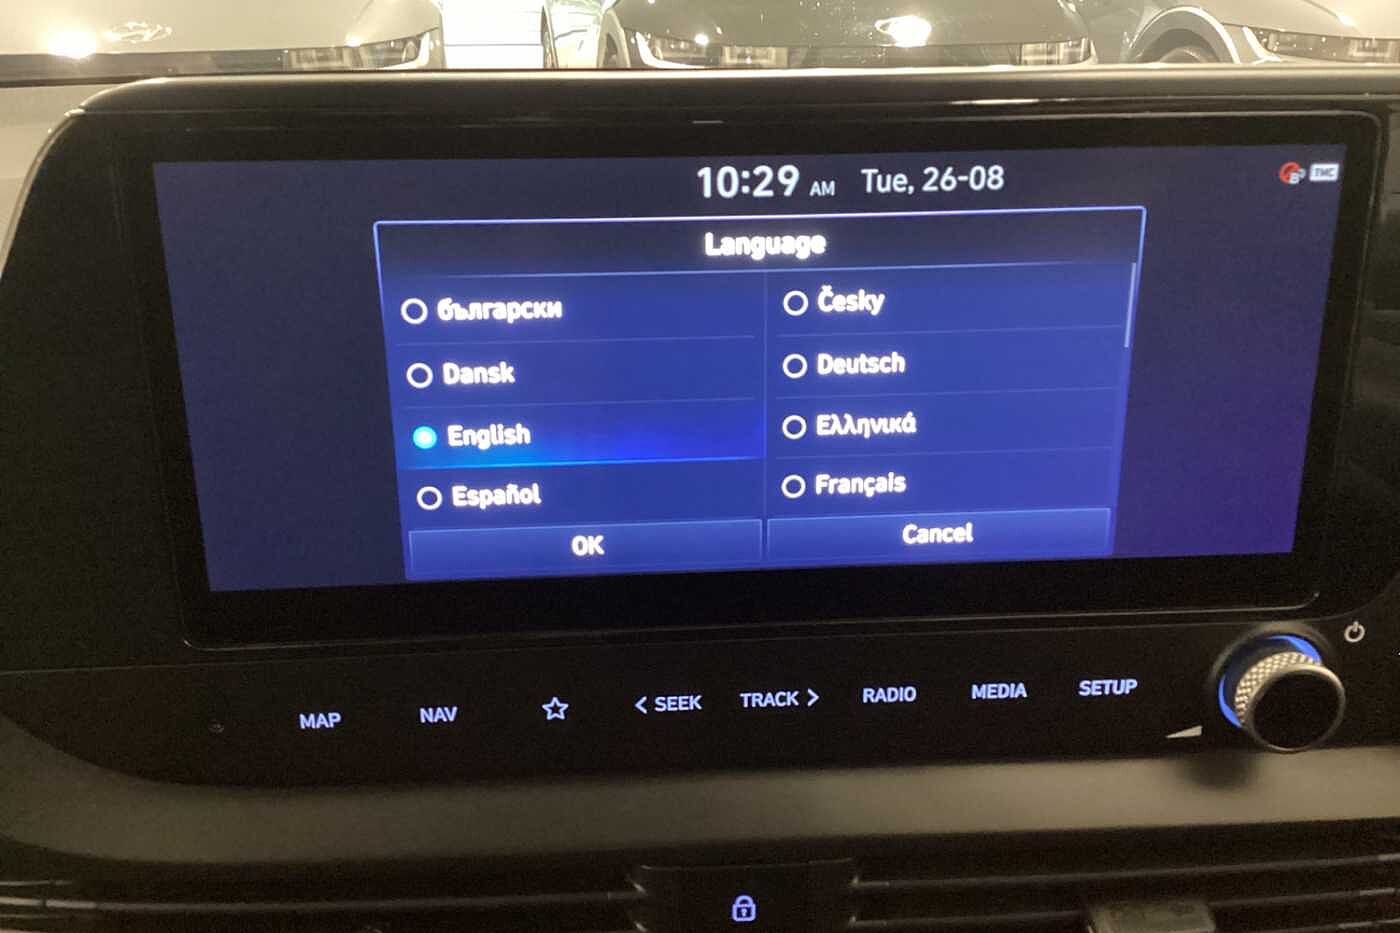 10:29 AM Tue, 26-08
TMC
Language
български
Česky
Dansk
Deutsch
English
Ελληνικά
Español
Français
OK
Cancel
MAP
NAV
< SEEK
TRACK >
RADIO
MEDIA
SETUP